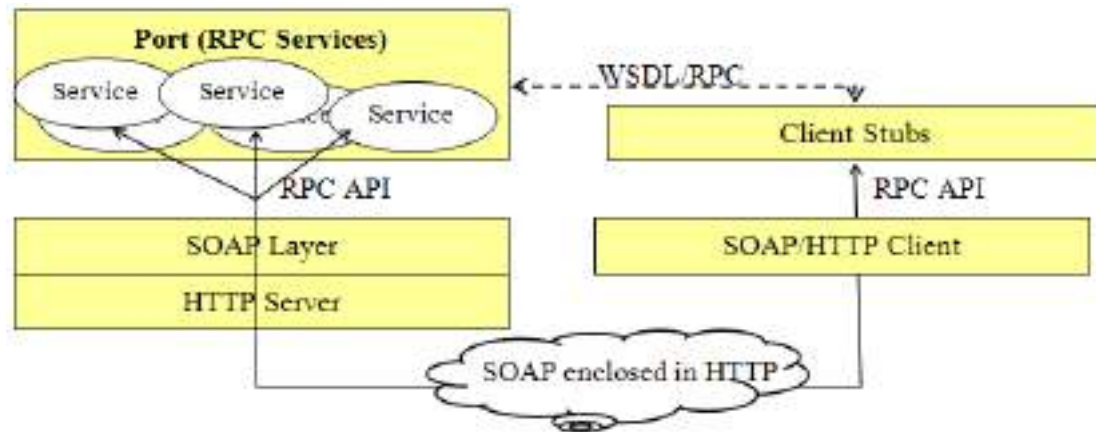 Port (RPC Services)
Service
Service
Service
WSDL/RPC
Client Stubs
RPC API
RPC API
SOAP Layer
SOAP/HTTP Client
HTTP Server
SOAP enclosed in HTTP